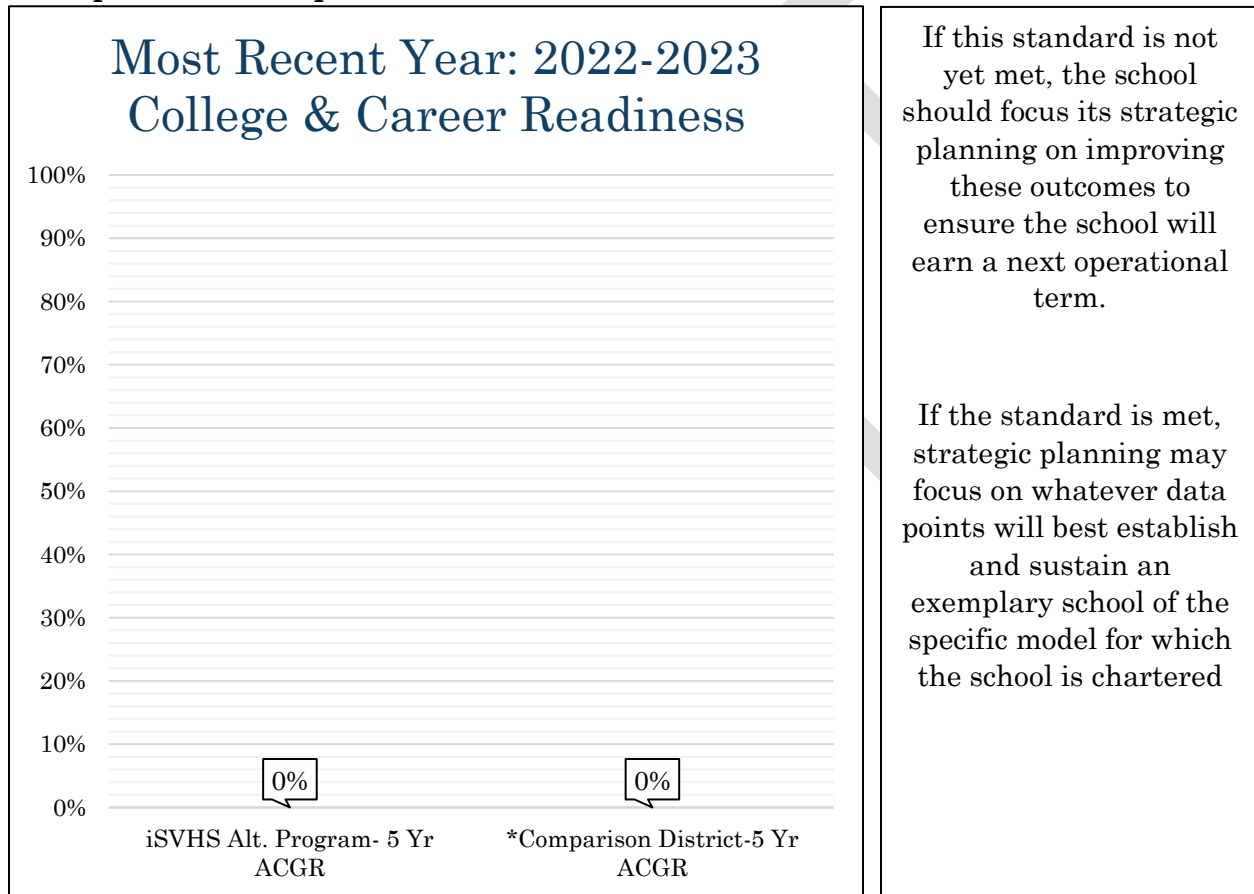 Most Recent Year: 2022-2023
College & Career Readiness
100%
90%
80%
70%
60%
50%
40%
30%
20%
10%
0%
0%
0%
iSVHS Alt. Program- 5 Yr
ACGR
*Comparison District-5 Yr
ACGR
If this standard is not
yet met, the school
should focus its strategic
planning on improving
these outcomes to
ensure the school will
earn a next operational
term.
If the standard is met,
strategic planning may
focus on whatever data
points will best establish
and sustain an
exemplary school of the
specific model for which
the school is chartered